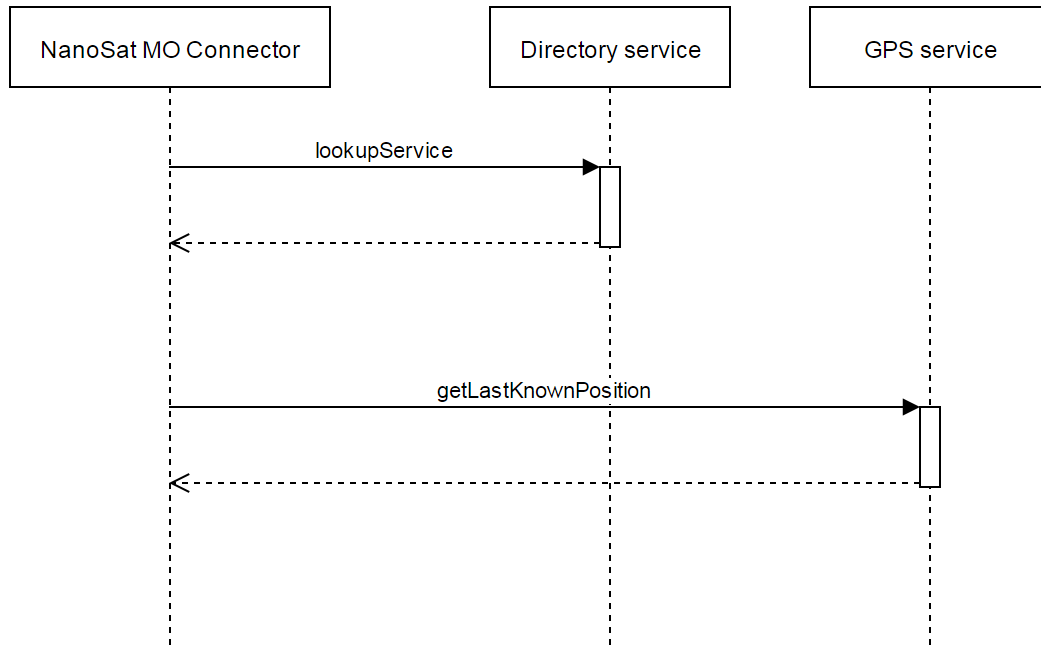 NanoSat MO Connector
Directory service
GPS service
lookupService
getLastKnownPosition